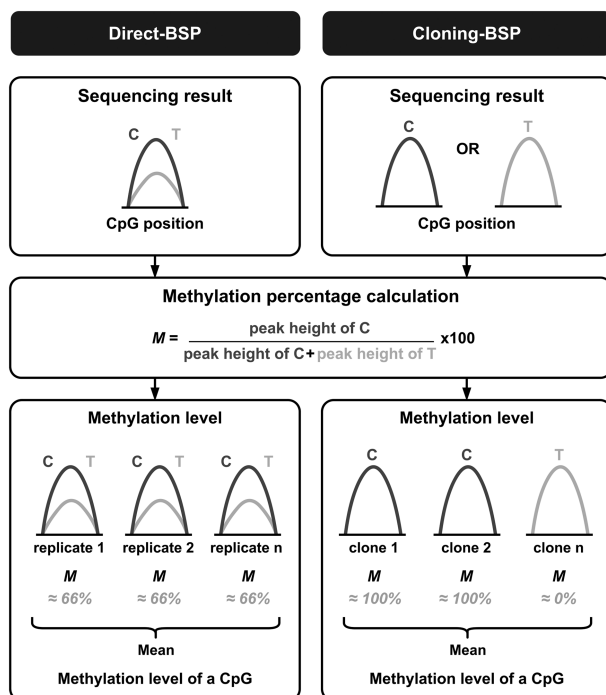 Direct-BSP
Cloning-BSP
Sequencing result
C T
CpG position
Sequencing result
C
OR
T
CpG position
Methylation percentage calculation
M = peak height of C x100
peak height of C+peak height of T
Methylation level
C T C T C T
replicate 1 replicate 2 replicate n
M M M
≈ 66% ≈ 66% ≈ 66%
Mean
Methylation level of a CpG
Methylation level
C C T
clone 1 clone 2 clone n
M M M
≈ 100% ≈ 100% ≈ 0%
Mean
Methylation level of a CpG